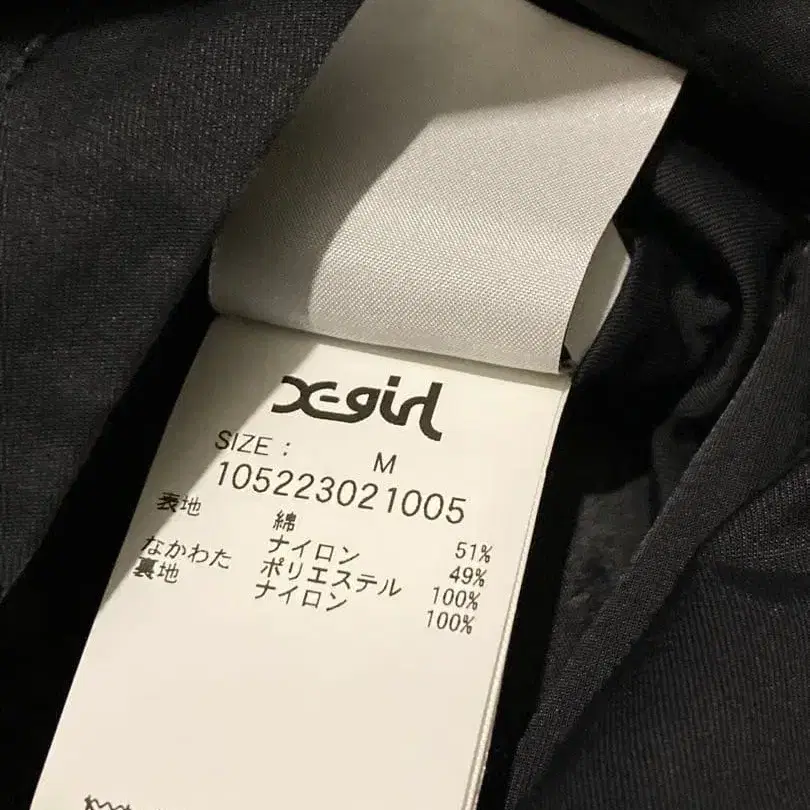 X-girl
SIZE : M
105223021005
表地 綿 51%
ナイロン 49%
なかわた ポリエステル 100%
裏地 ナイロン 100%